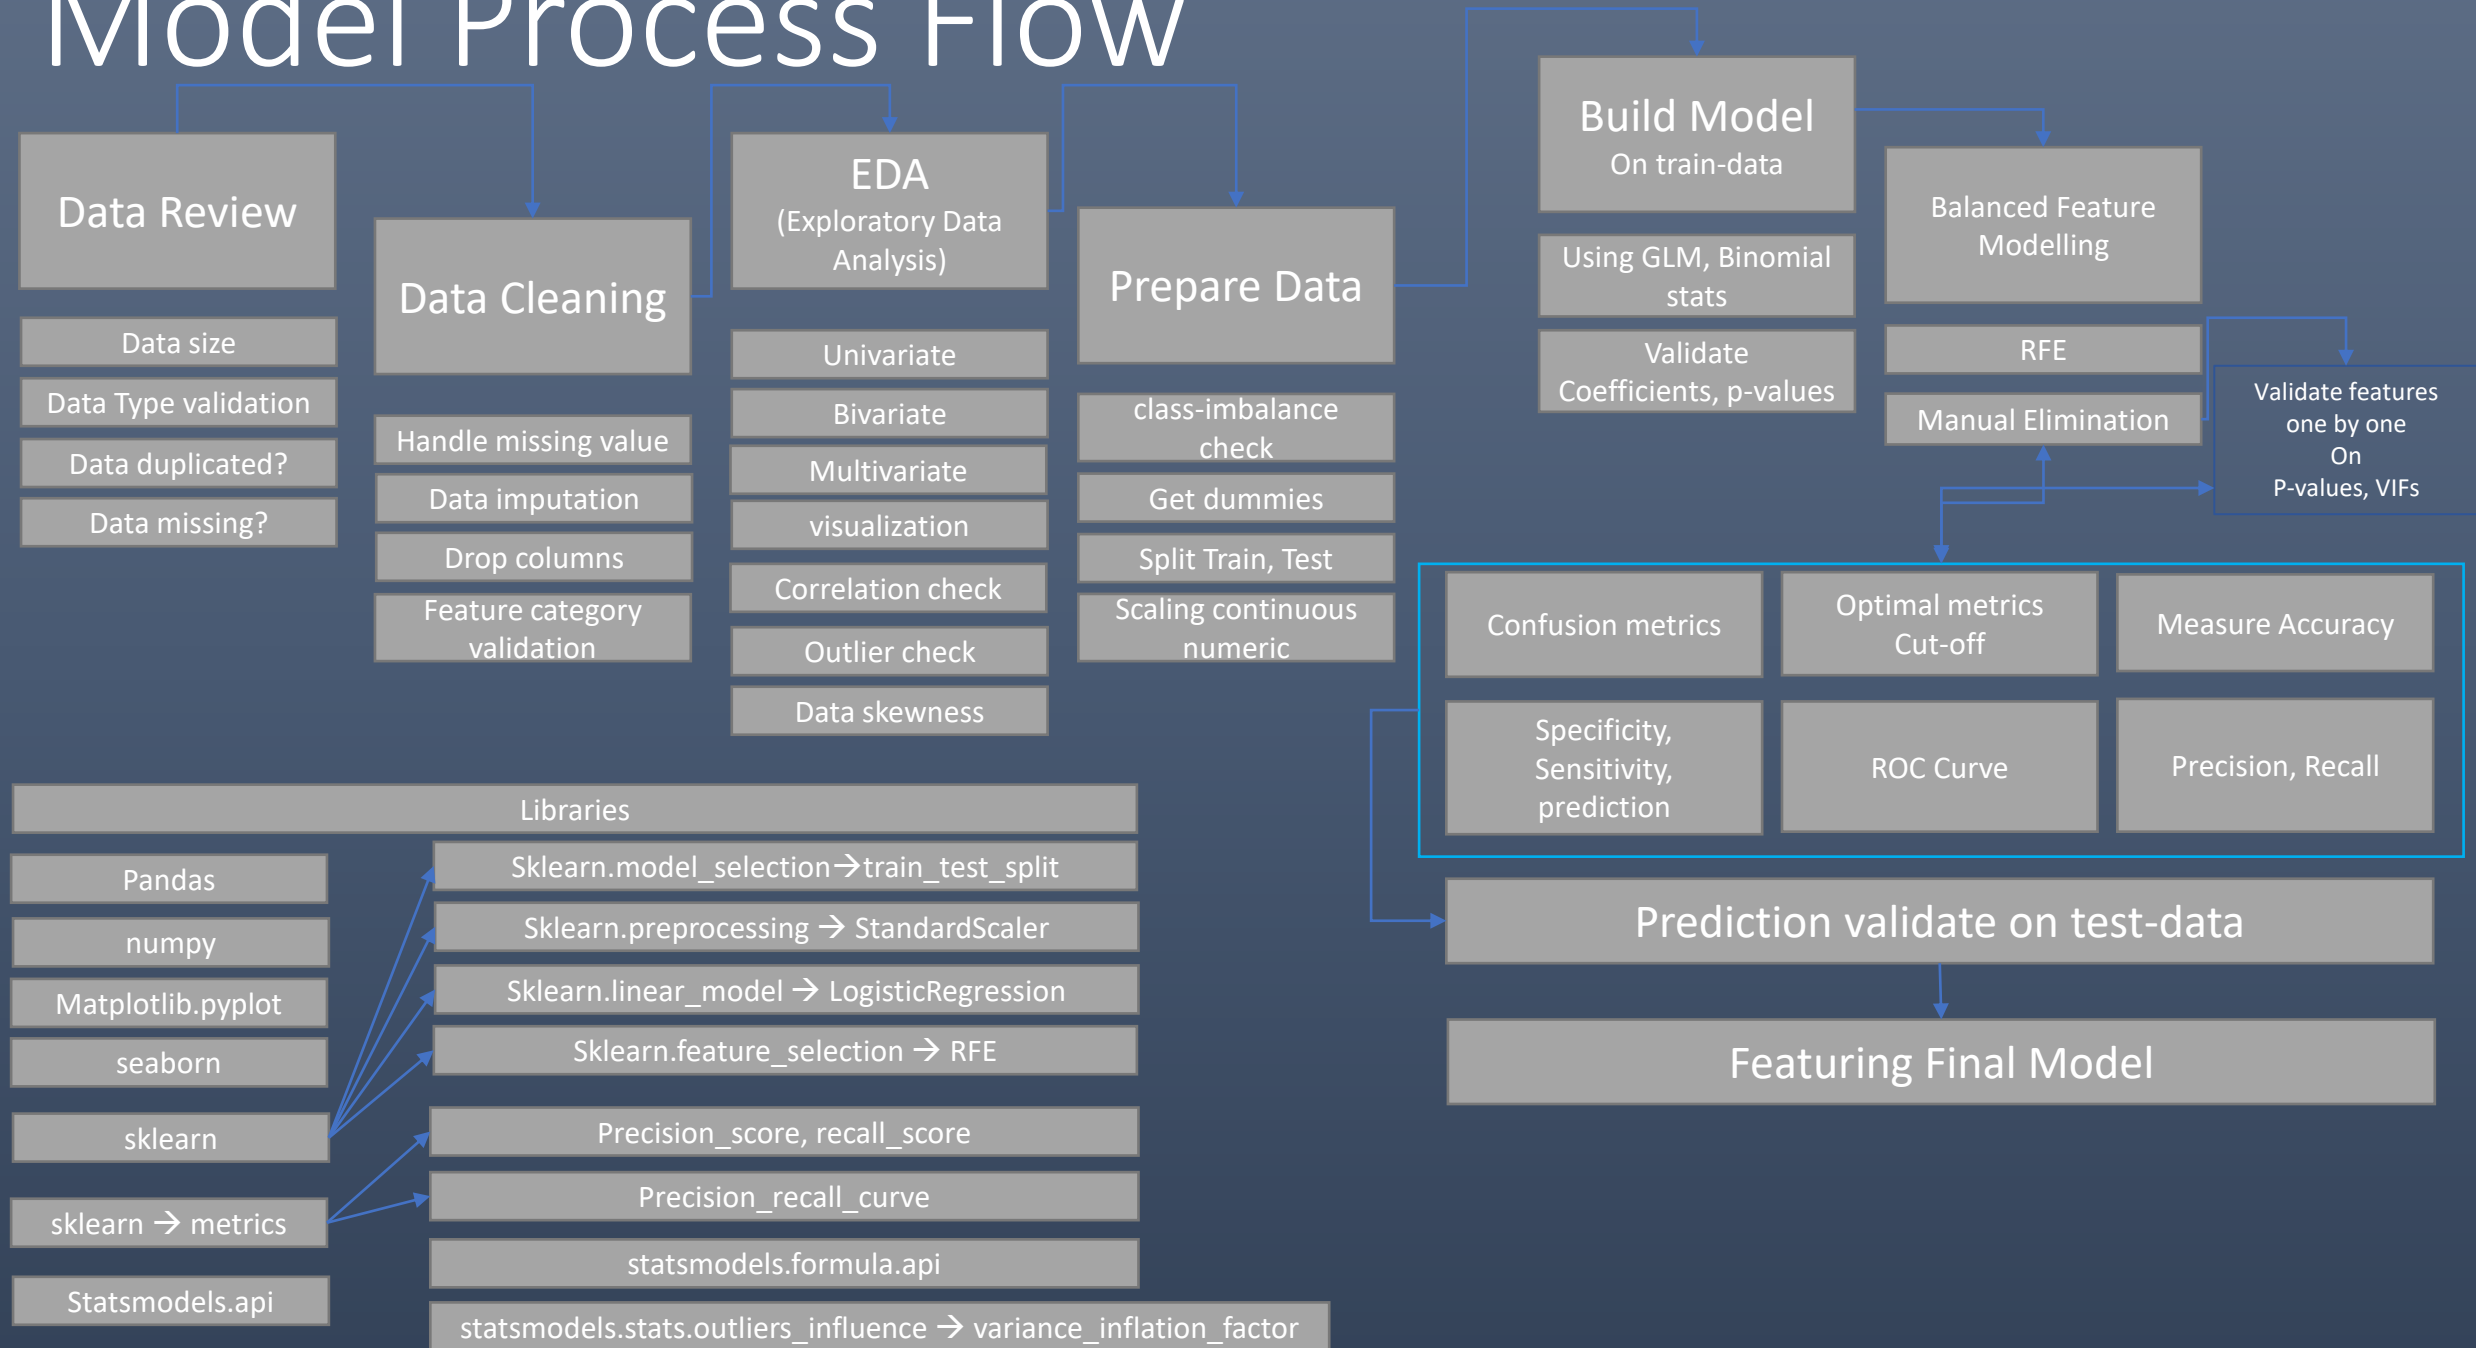 Model Process Flow
Data Review
Data size
Data Type validation
Data duplicated?
Data missing?
Data Cleaning
Handle missing value
Data imputation
Drop columns
Feature category
validation
EDA
(Exploratory Data
Analysis)
Univariate
Bivariate
Multivariate
visualization
Correlation check
Outlier check
Data skewness
Prepare Data
class-imbalance
check
Get dummies
Split Train, Test
Scaling continuous
numeric
Build Model
On train-data
Using GLM, Binomial
stats
Validate
Coefficients, p-values
Balanced Feature
Modelling
RFE
Manual Elimination
Validate features
one by one
On
P-values, VIFs
Confusion metrics
Optimal metrics
Cut-off
Measure Accuracy
Specificity,
Sensitivity,
prediction
ROC Curve
Precision, Recall
Prediction validate on test-data
Featuring Final Model
Libraries
Pandas
numpy
Matplotlib.pyplot
seaborn
sklearn
sklearn → metrics
Statsmodels.api
Sklearn.model_selection→train_test_split
Sklearn.preprocessing → StandardScaler
Sklearn.linear_model → LogisticRegression
Sklearn.feature_selection → RFE
Precision_score, recall_score
Precision_recall_curve
statsmodels.formula.api
statsmodels.stats.outliers_influence → variance_inflation_factor